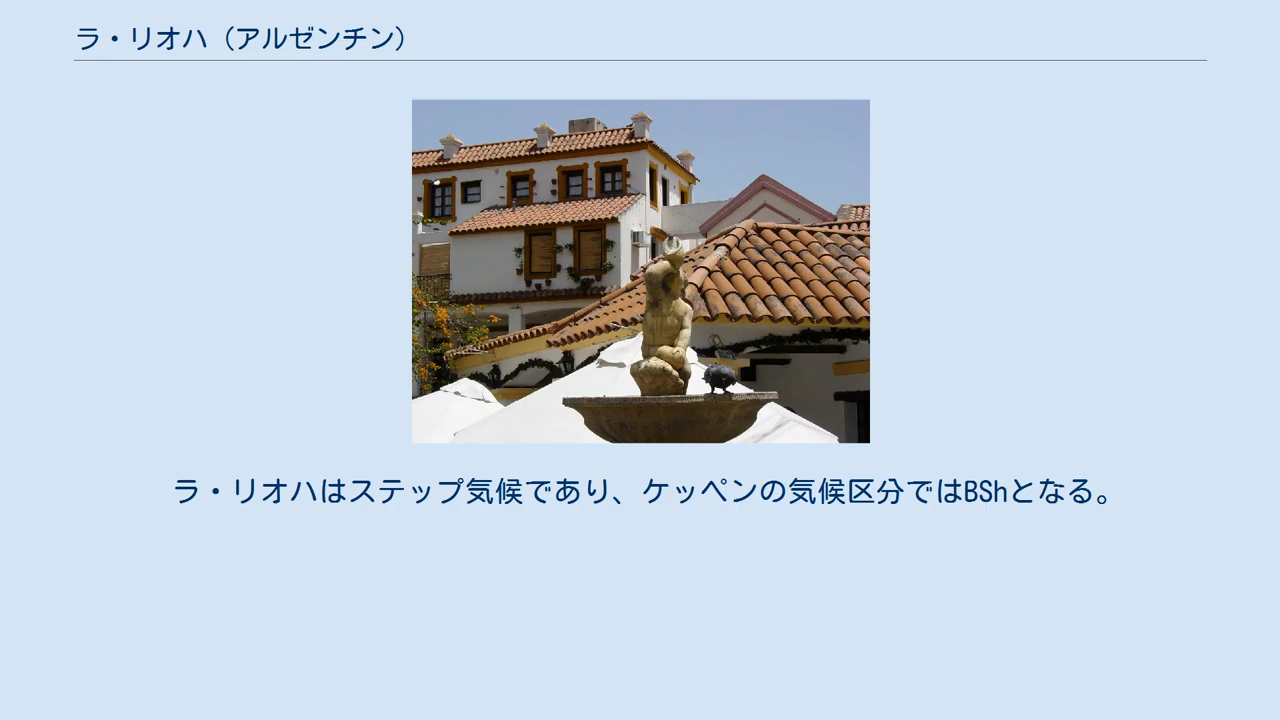 ラ・リオハ（アルゼンチン）
ラ・リオハはステップ気候であり、ケッペンの気候区分ではBShとなる。